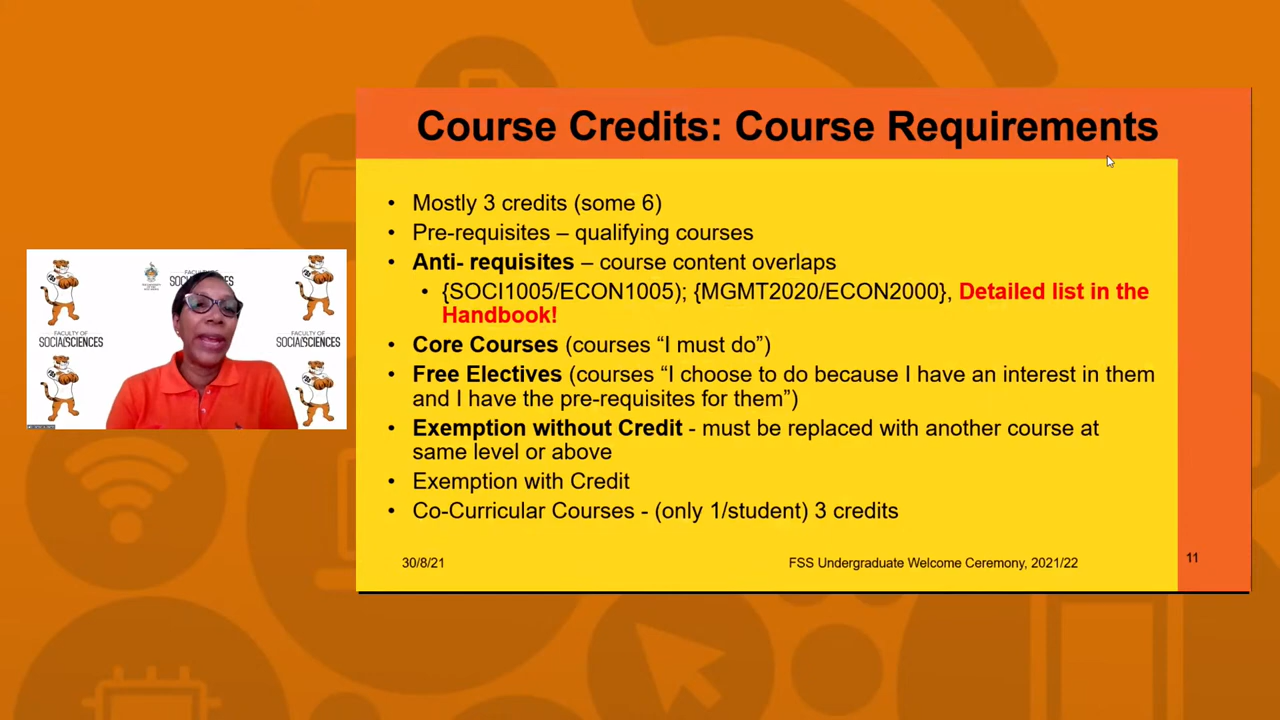 Course Credits: Course Requirements
• Mostly 3 credits (some 6)
• Pre-requisites – qualifying courses
• Anti- requisites – course content overlaps
• {SOCI1005/ECON1005); {MGMT2020/ECON2000}, Detailed list in the
Handbook!
• Core Courses (courses “I must do”)
• Free Electives (courses “I choose to do because I have an interest in them
and I have the pre-requisites for them”)
• Exemption without Credit - must be replaced with another course at
same level or above
• Exemption with Credit
• Co-Curricular Courses - (only 1/student) 3 credits
30/8/21
FSS Undergraduate Welcome Ceremony, 2021/22
11
FACULTY OF
SOCIALSCIENCES
FACULTY OF
SOCIALSCIENCES